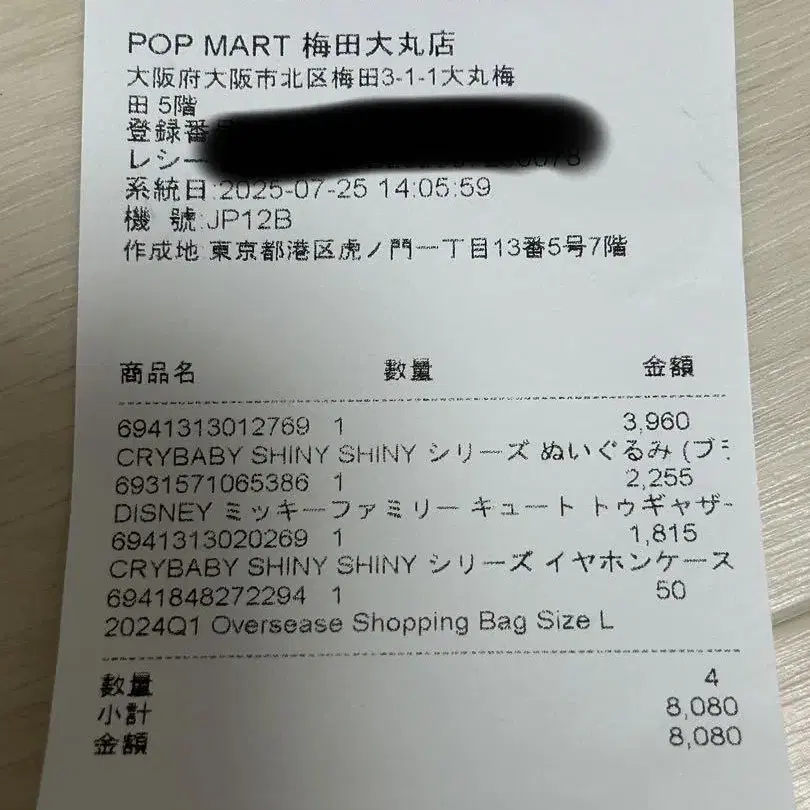 POP MART 梅田大丸店
大阪府大阪市北区梅田3-1-1大丸梅
田 5階
登録番
レシー
系統日:2025-07-25 14:05:59
機 號:JP12B
作成地:東京都港区虎ノ門一丁目13番5号7階
商品名 数量 金額
6941313012769 1 3,960
CRYBABY SHINY SHINY シリーズ ぬいぐるみ (ブ
6931571065386 1 2,255
DISNEY ミッキーファミリー キュート トゥギャザー
6941313020269 1 1,815
CRYBABY SHINY SHINY シリーズ イヤホンケース
6941848272294 1 50
2024Q1 Oversease Shopping Bag Size L
数量 4
小計 8,080
金額 8,080